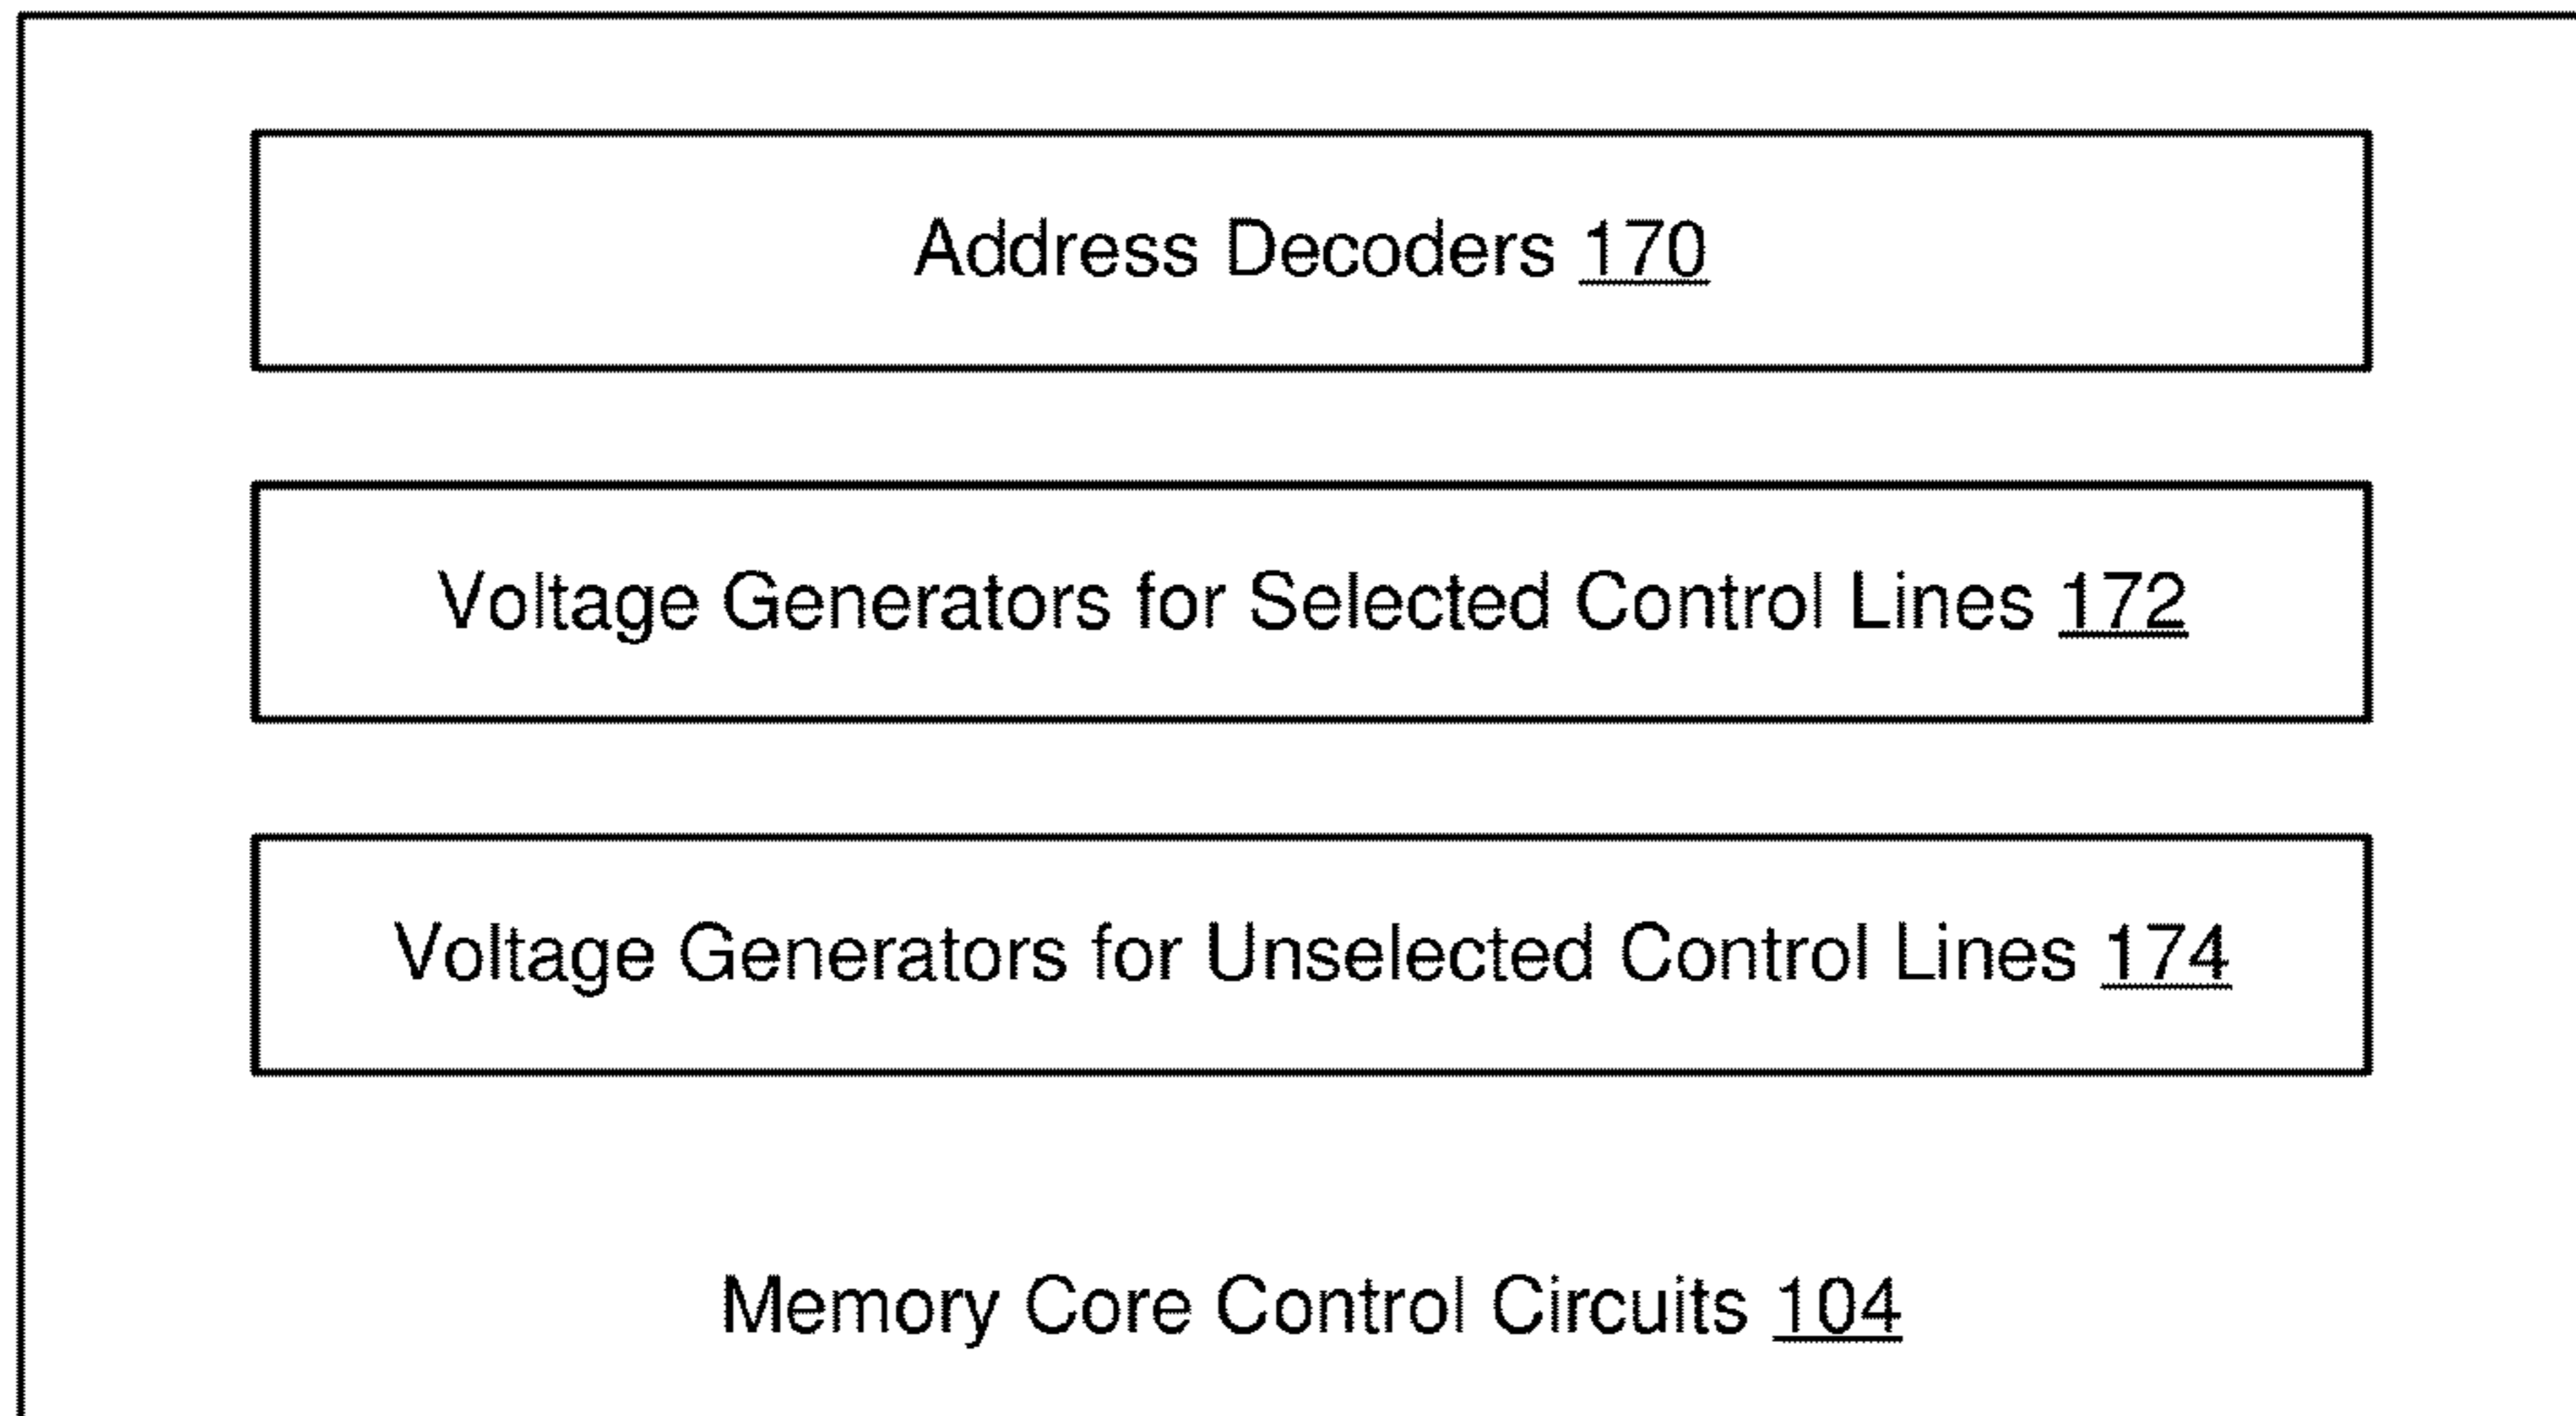 Address Decoders 170
Voltage Generators for Selected Control Lines 172
Voltage Generators for Unselected Control Lines 174
Memory Core Control Circuits 104